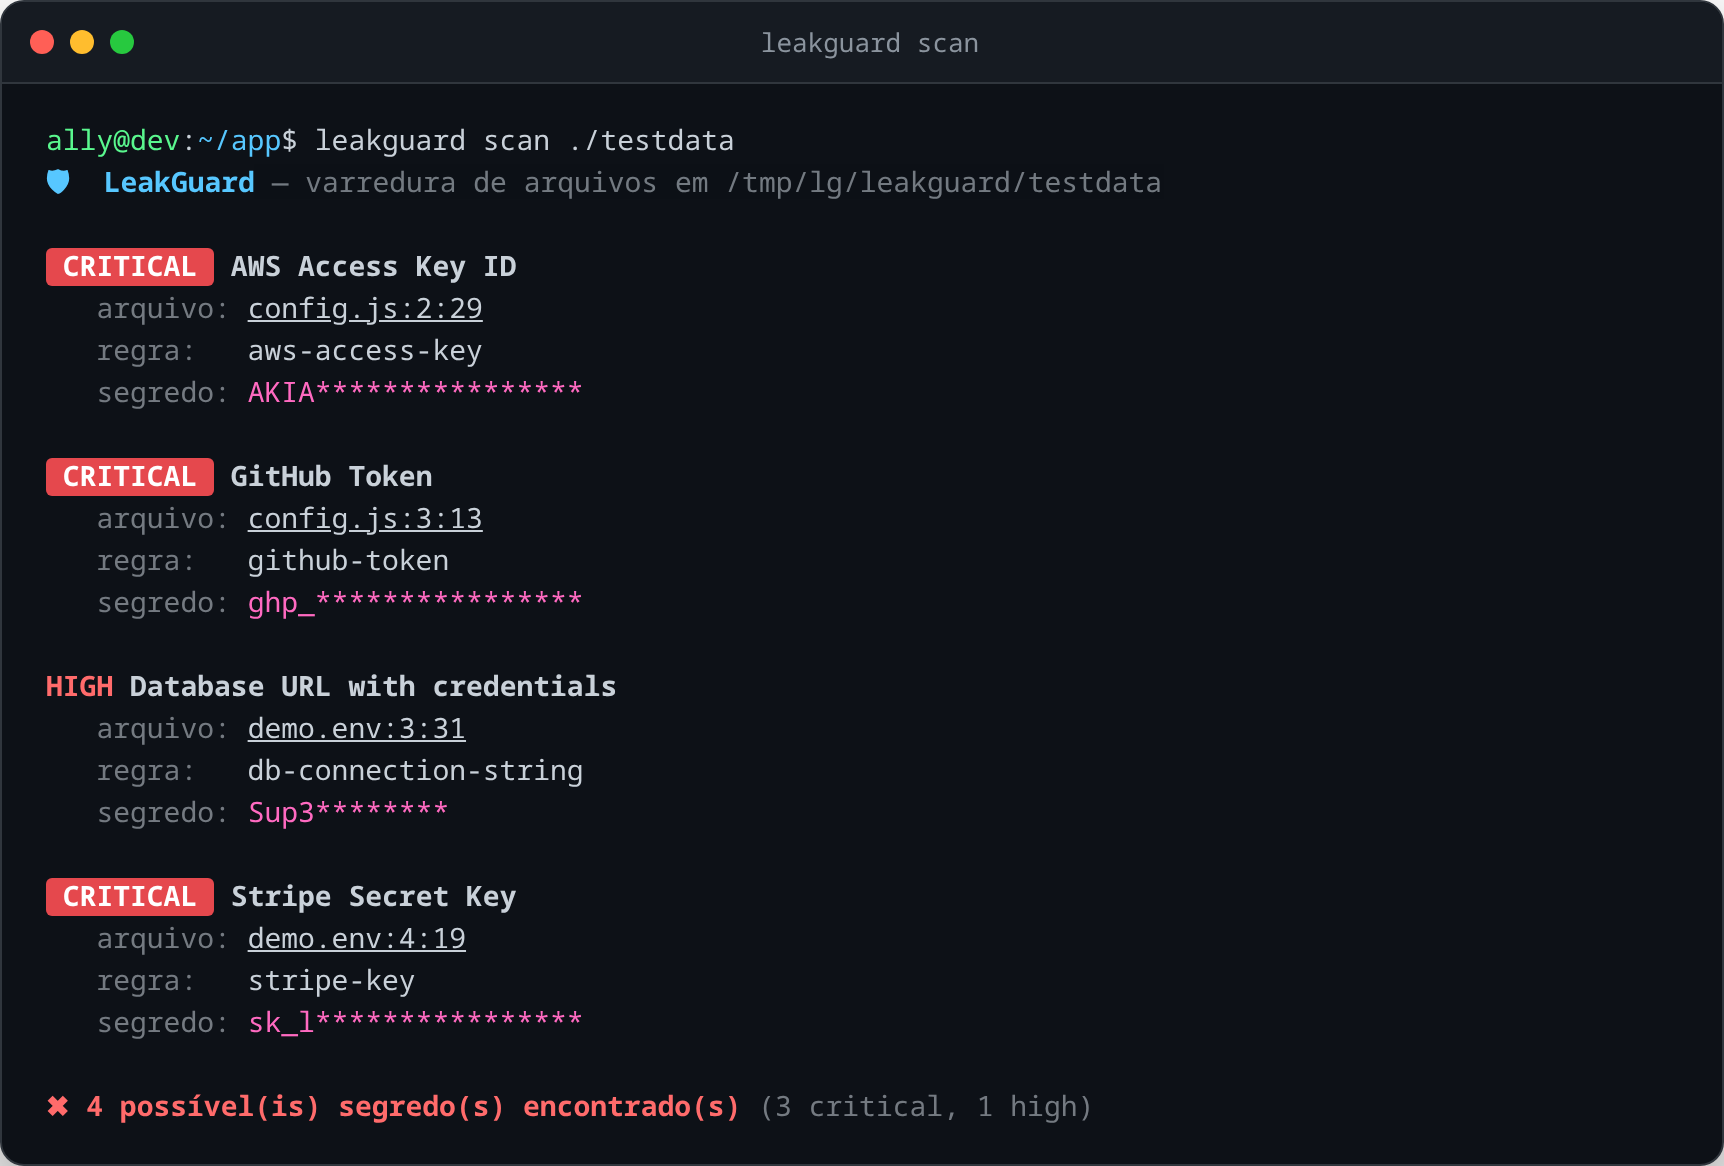 leakguard scan
ally@dev:~/app$ leakguard scan ./testdata
LeakGuard — varredura de arquivos em /tmp/lg/leakguard/testdata
CRITICAL AWS Access Key ID
arquivo: config.js:2:29
regra: aws-access-key
segredo: AKIA****************
CRITICAL GitHub Token
arquivo: config.js:3:13
regra: github-token
segredo: ghp_****************
HIGH Database URL with credentials
arquivo: demo.env:3:31
regra: db-connection-string
segredo: Sup3********
CRITICAL Stripe Secret Key
arquivo: demo.env:4:19
regra: stripe-key
segredo: sk_l****************
✖ 4 possível(is) segredo(s) encontrado(s) (3 critical, 1 high)